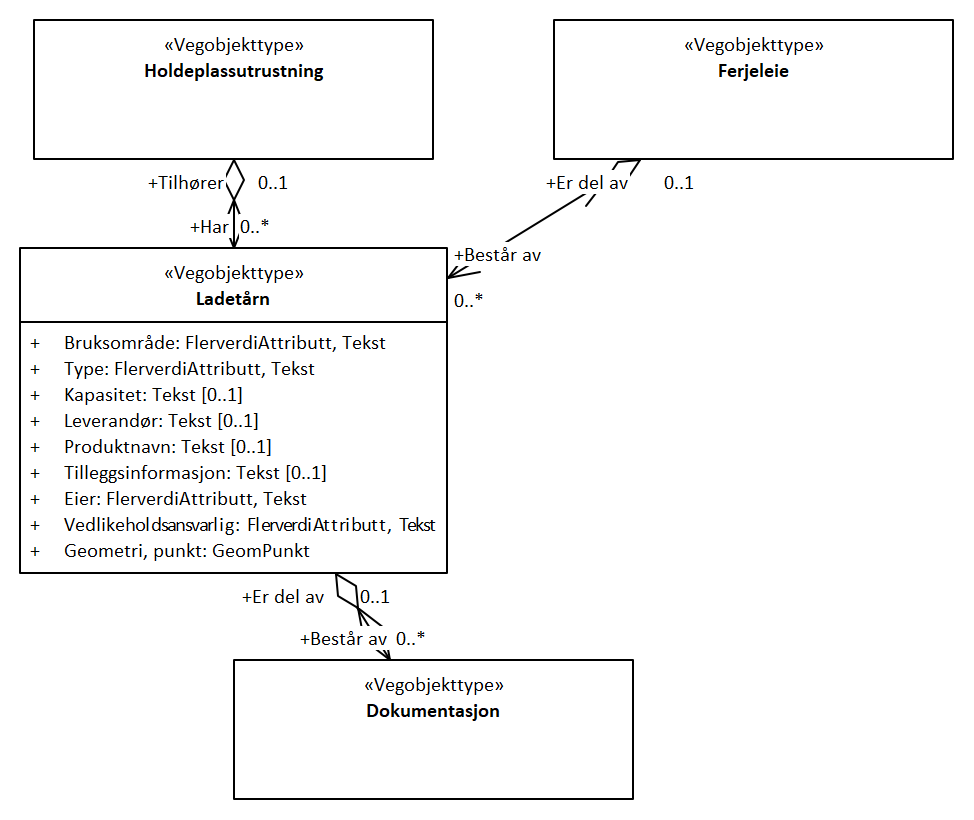 «Vegobjekttype»
Holdeplassutrustning
«Vegobjekttype»
Ferjeleie
+Tilhører 0..1
+Er del av 0..1
+Har 0..*
+Består av
0..*
«Vegobjekttype»
Ladetårn
+ Bruksområde: FlerverdiAttributt, Tekst
+ Type: FlerverdiAttributt, Tekst
+ Kapasitet: Tekst [0..1]
+ Leverandør: Tekst [0..1]
+ Produktnavn: Tekst [0..1]
+ Tilleggsinformasjon: Tekst [0..1]
+ Eier: FlerverdiAttributt, Tekst
+ Vedlikeholdsansvarlig: FlerverdiAttributt, Tekst
+ Geometri, punkt: GeomPunkt
+Er del av 0..1
+Består av 0..*
«Vegobjekttype»
Dokumentasjon